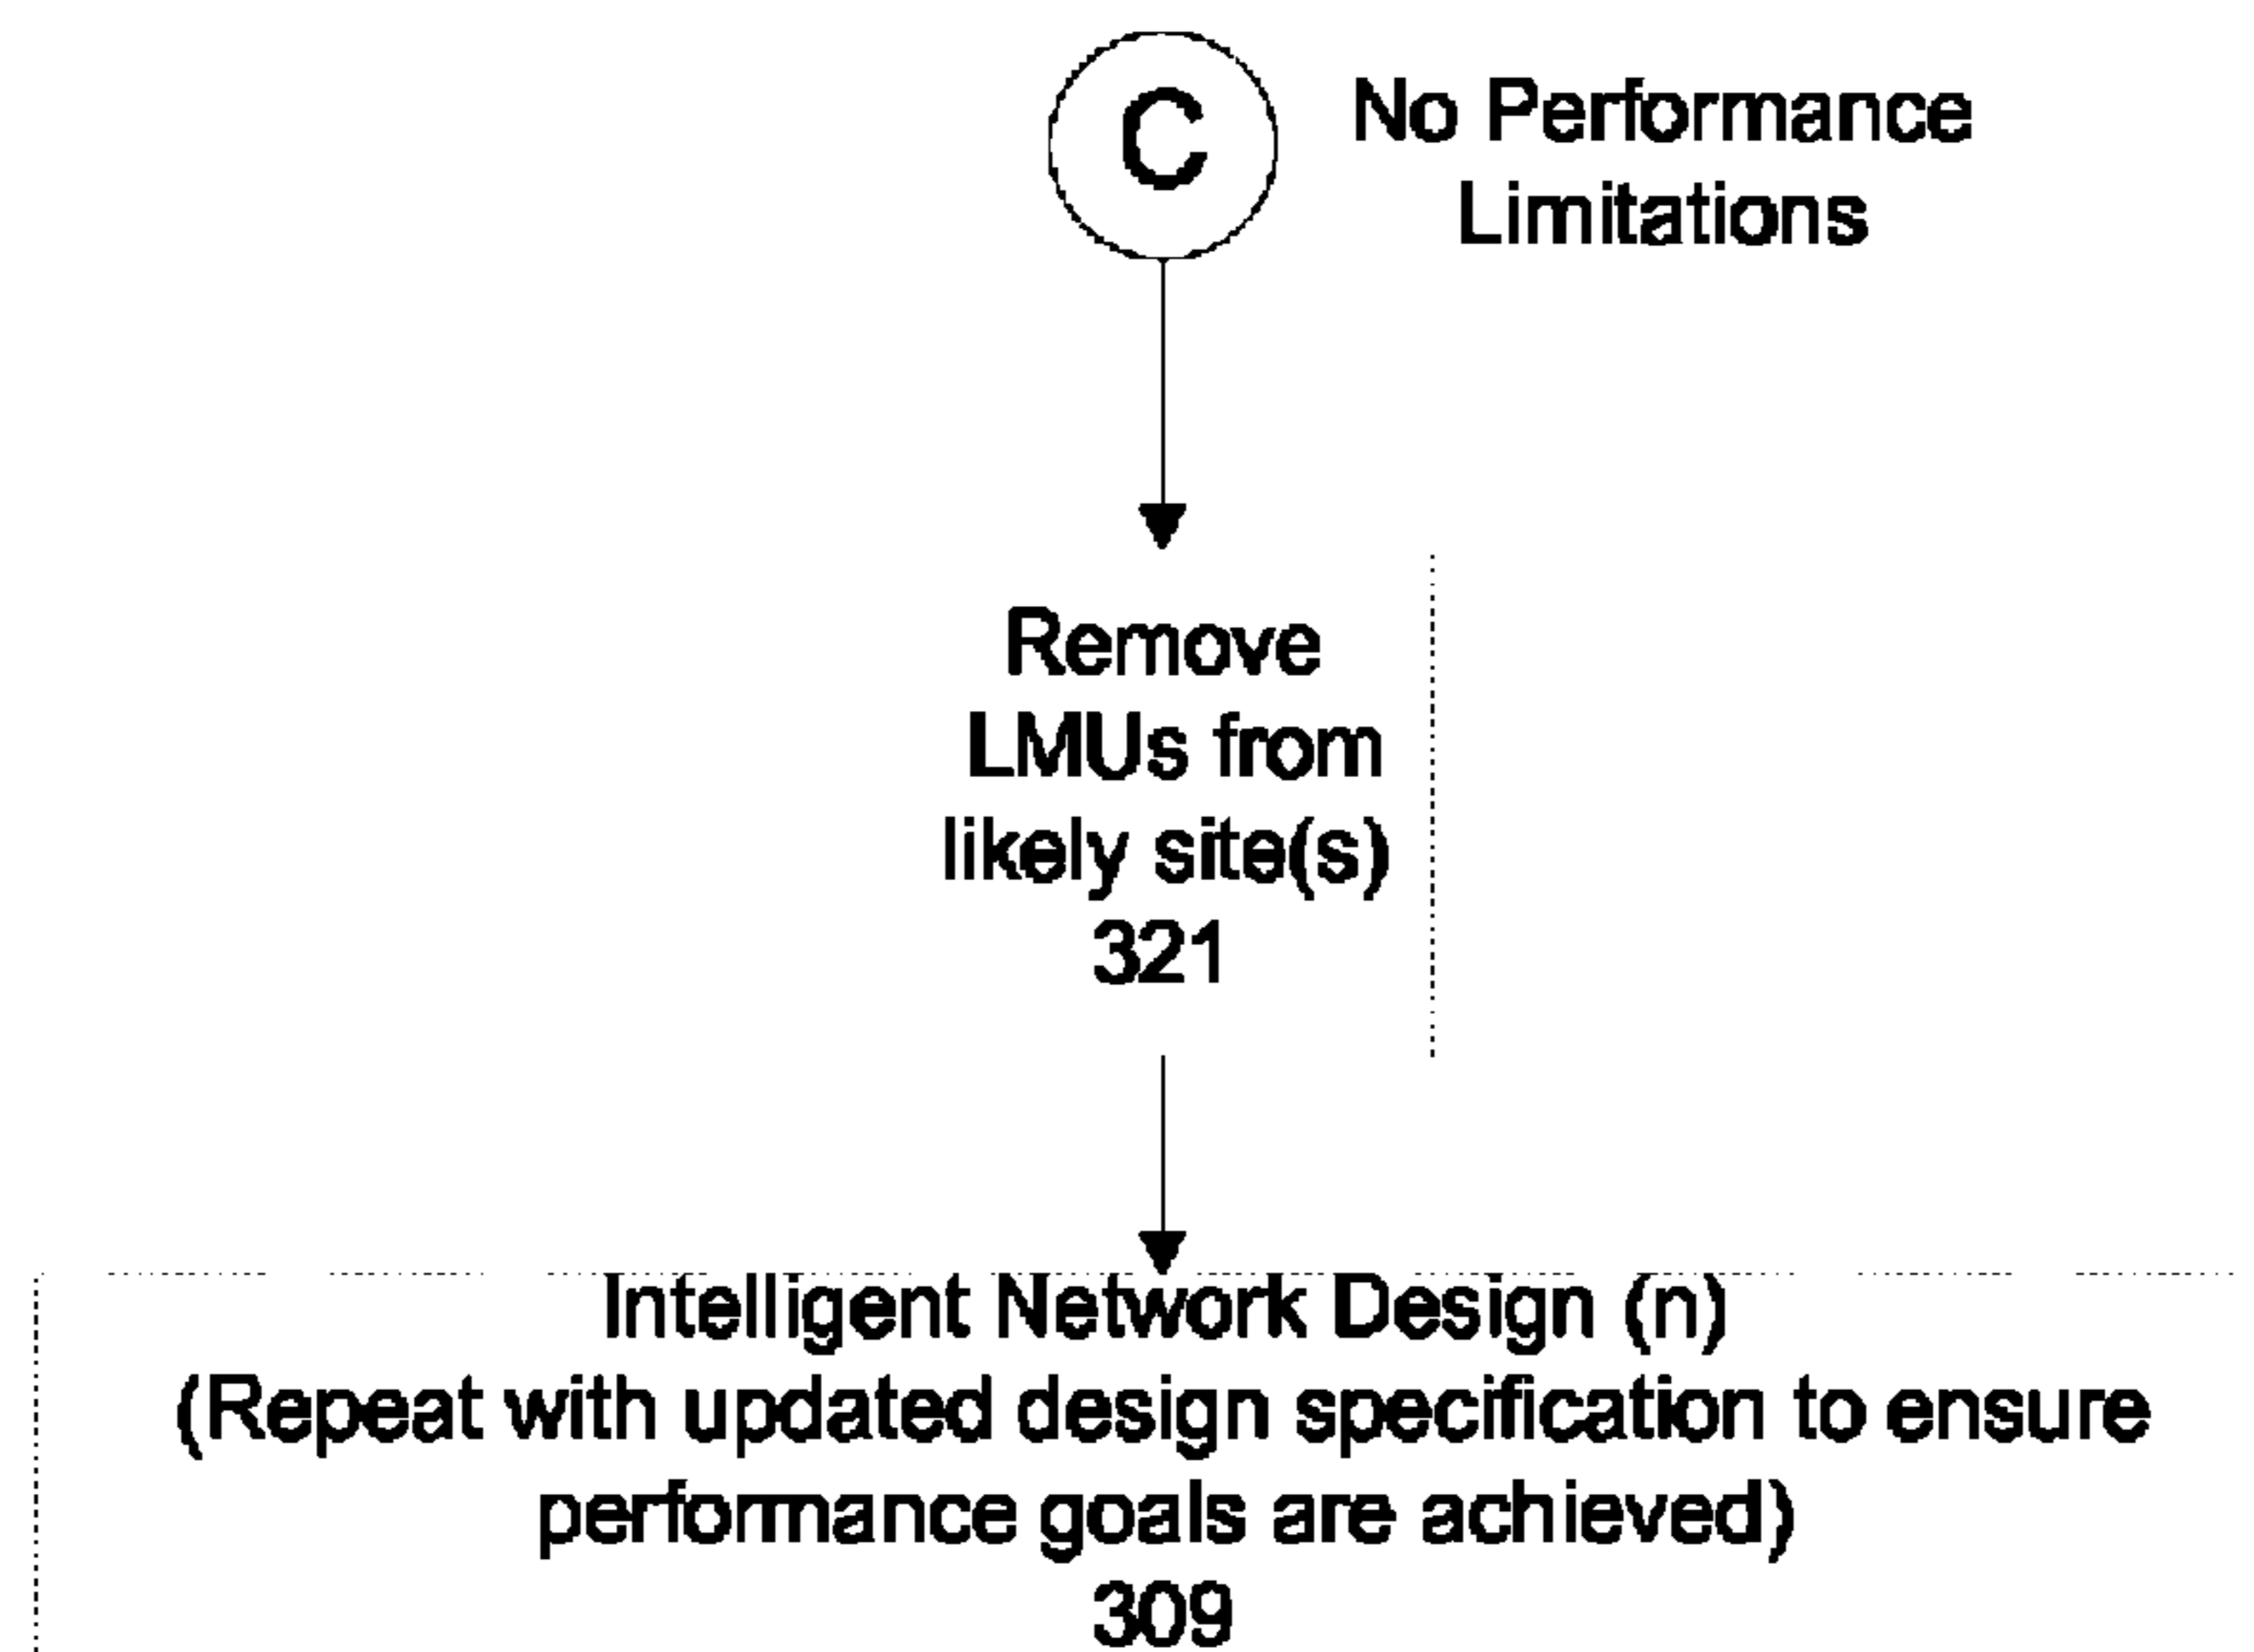 C
No Performance
Limitations
Remove
LMUs from
likely site(s)
321
Intelligent Network Design (n)
(Repeat with updated design specification to ensure
performance goals are achieved)
309